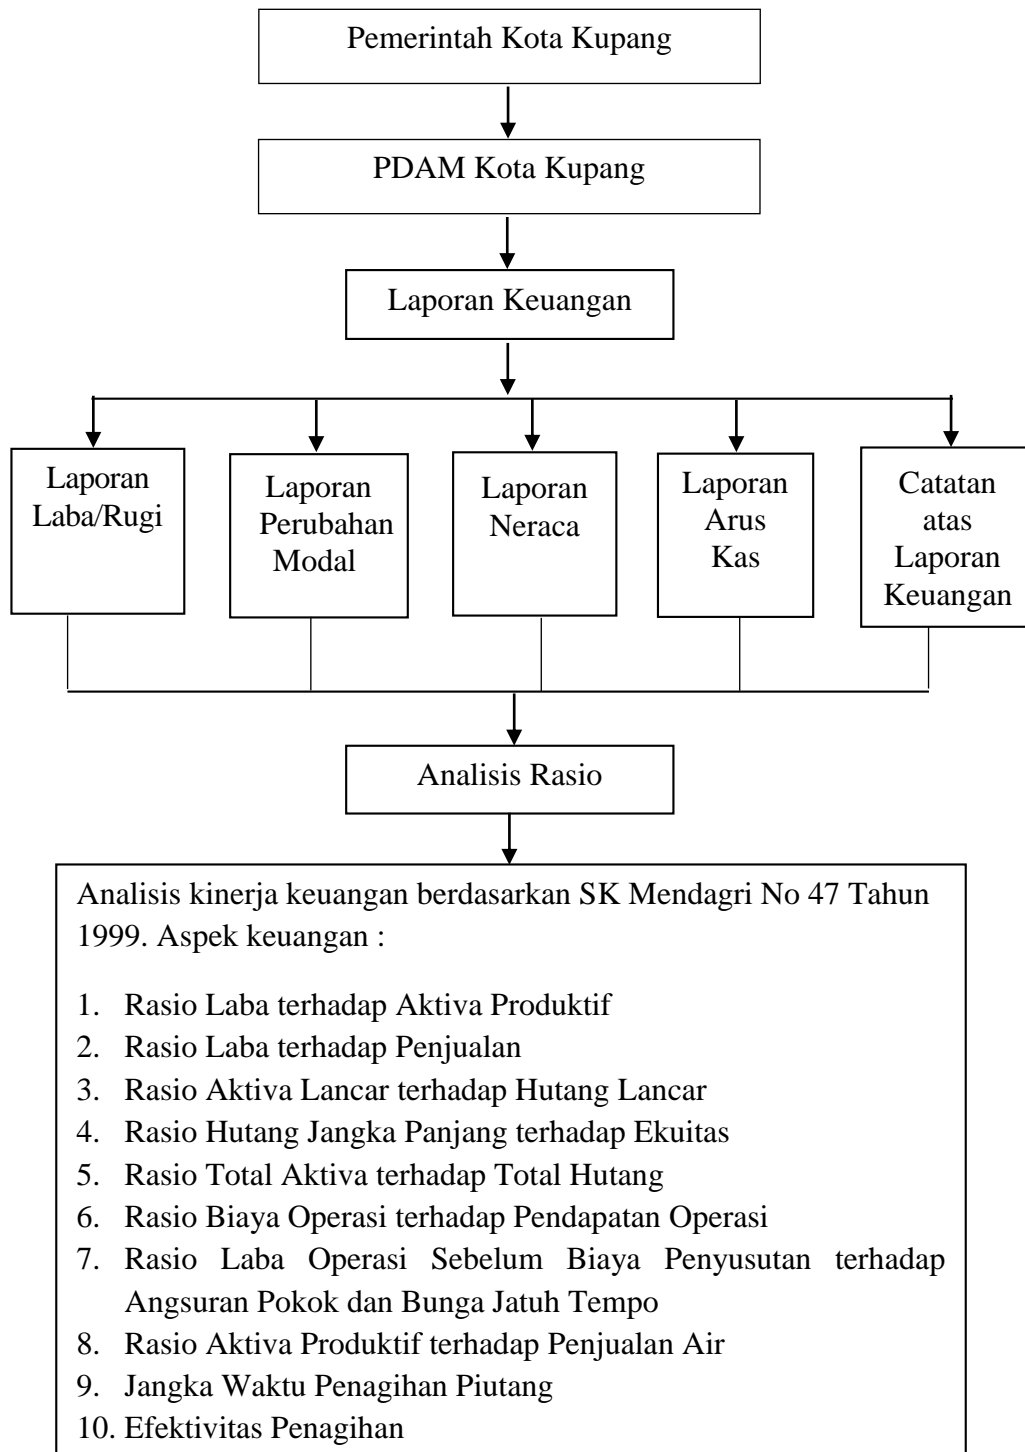 Pemerintah Kota Kupang
PDAM Kota Kupang
Laporan Keuangan
Laporan
Laba/Rugi
Laporan
Perubahan
Modal
Laporan
Neraca
Laporan
Arus
Kas
Catatan
atas
Laporan
Keuangan
Analisis Rasio
Analisis kinerja keuangan berdasarkan SK Mendagri No 47 Tahun
1999. Aspek keuangan :
1. Rasio Laba terhadap Aktiva Produktif
2. Rasio Laba terhadap Penjualan
3. Rasio Aktiva Lancar terhadap Hutang Lancar
4. Rasio Hutang Jangka Panjang terhadap Ekuitas
5. Rasio Total Aktiva terhadap Total Hutang
6. Rasio Biaya Operasi terhadap Pendapatan Operasi
7. Rasio Laba Operasi Sebelum Biaya Penyusutan terhadap
Angsuran Pokok dan Bunga Jatuh Tempo
8. Rasio Aktiva Produktif terhadap Penjualan Air
9. Jangka Waktu Penagihan Piutang
10. Efektivitas Penagihan